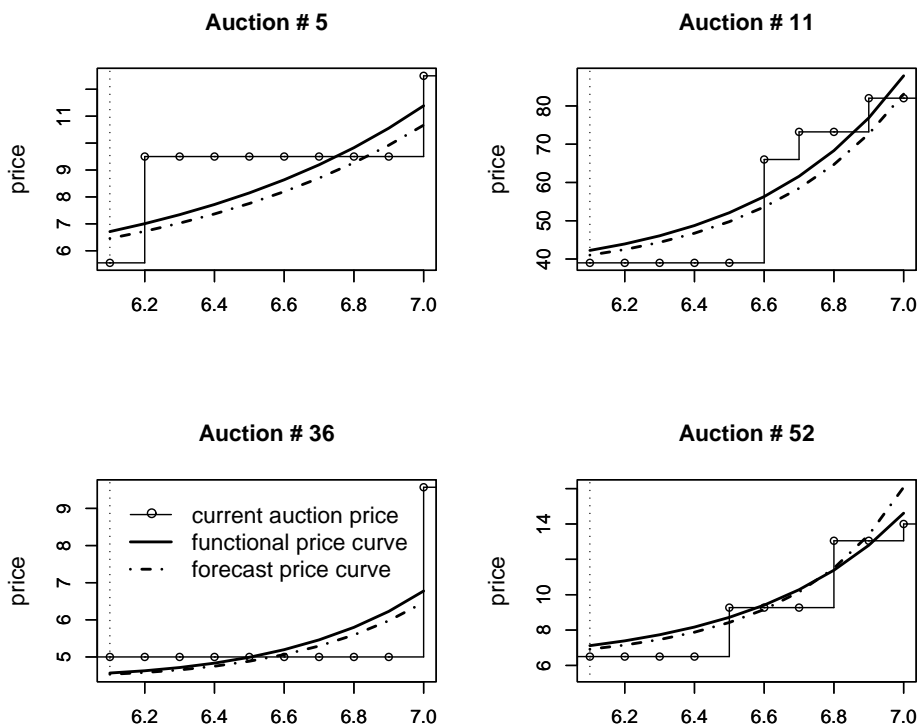 Auction # 5
price
6 7 8 9 11
6.2 6.4 6.6 6.8 7.0
Auction # 11
price
40 50 60 70 80
6.2 6.4 6.6 6.8 7.0
Auction # 36
price
5 6 7 8 9
current auction price
functional price curve
forecast price curve
6.2 6.4 6.6 6.8 7.0
Auction # 52
price
6 8 10 14
6.2 6.4 6.6 6.8 7.0